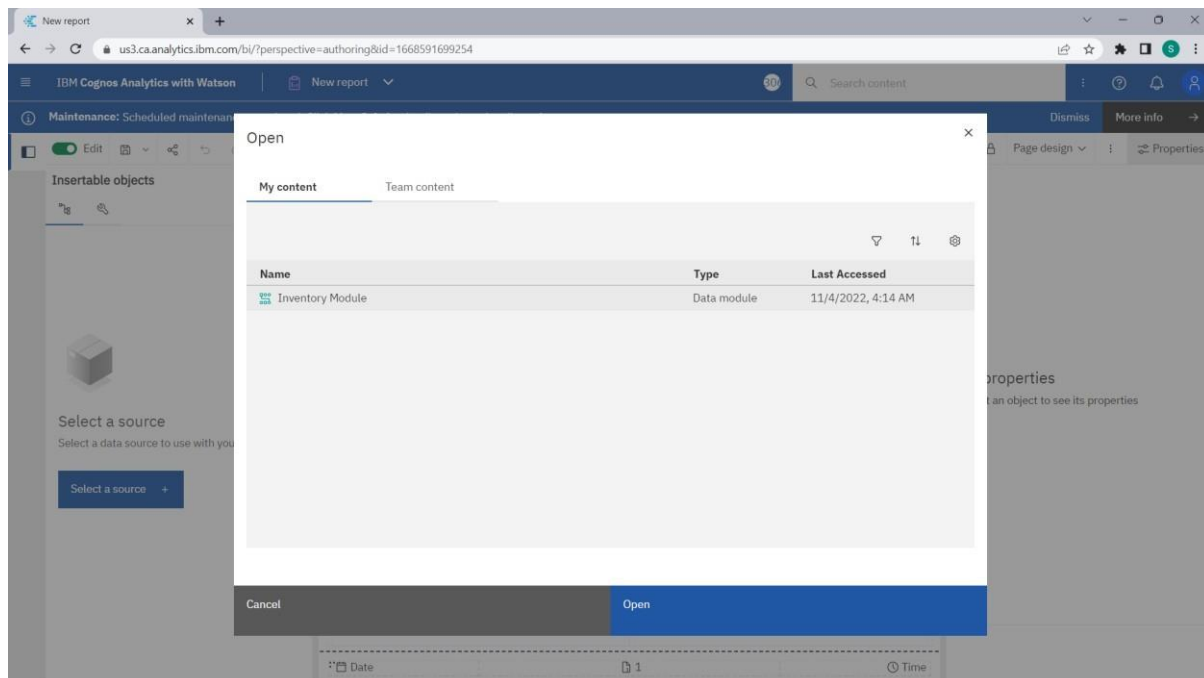 New report
us3.ca.analytics.ibm.com/bi/?perspective=authoring&id=1668591699254
S
IBM Cognos Analytics with Watson
New report
Search content
Maintenance: Scheduled
Dismiss
More info
Edit
Page design
Properties
Insertable objects
Open
My content
Team content
Name
Type
Last Accessed
Inventory Module
Data module
11/4/2022, 4:14 AM
properties
an object to see its properties
Select a source
Select a data source to use with
Select a source +
Cancel
Open
Date
1
Time